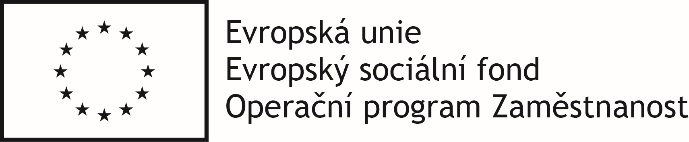 Evropská unie
Evropský sociální fond
Operační program Zaměstnanost